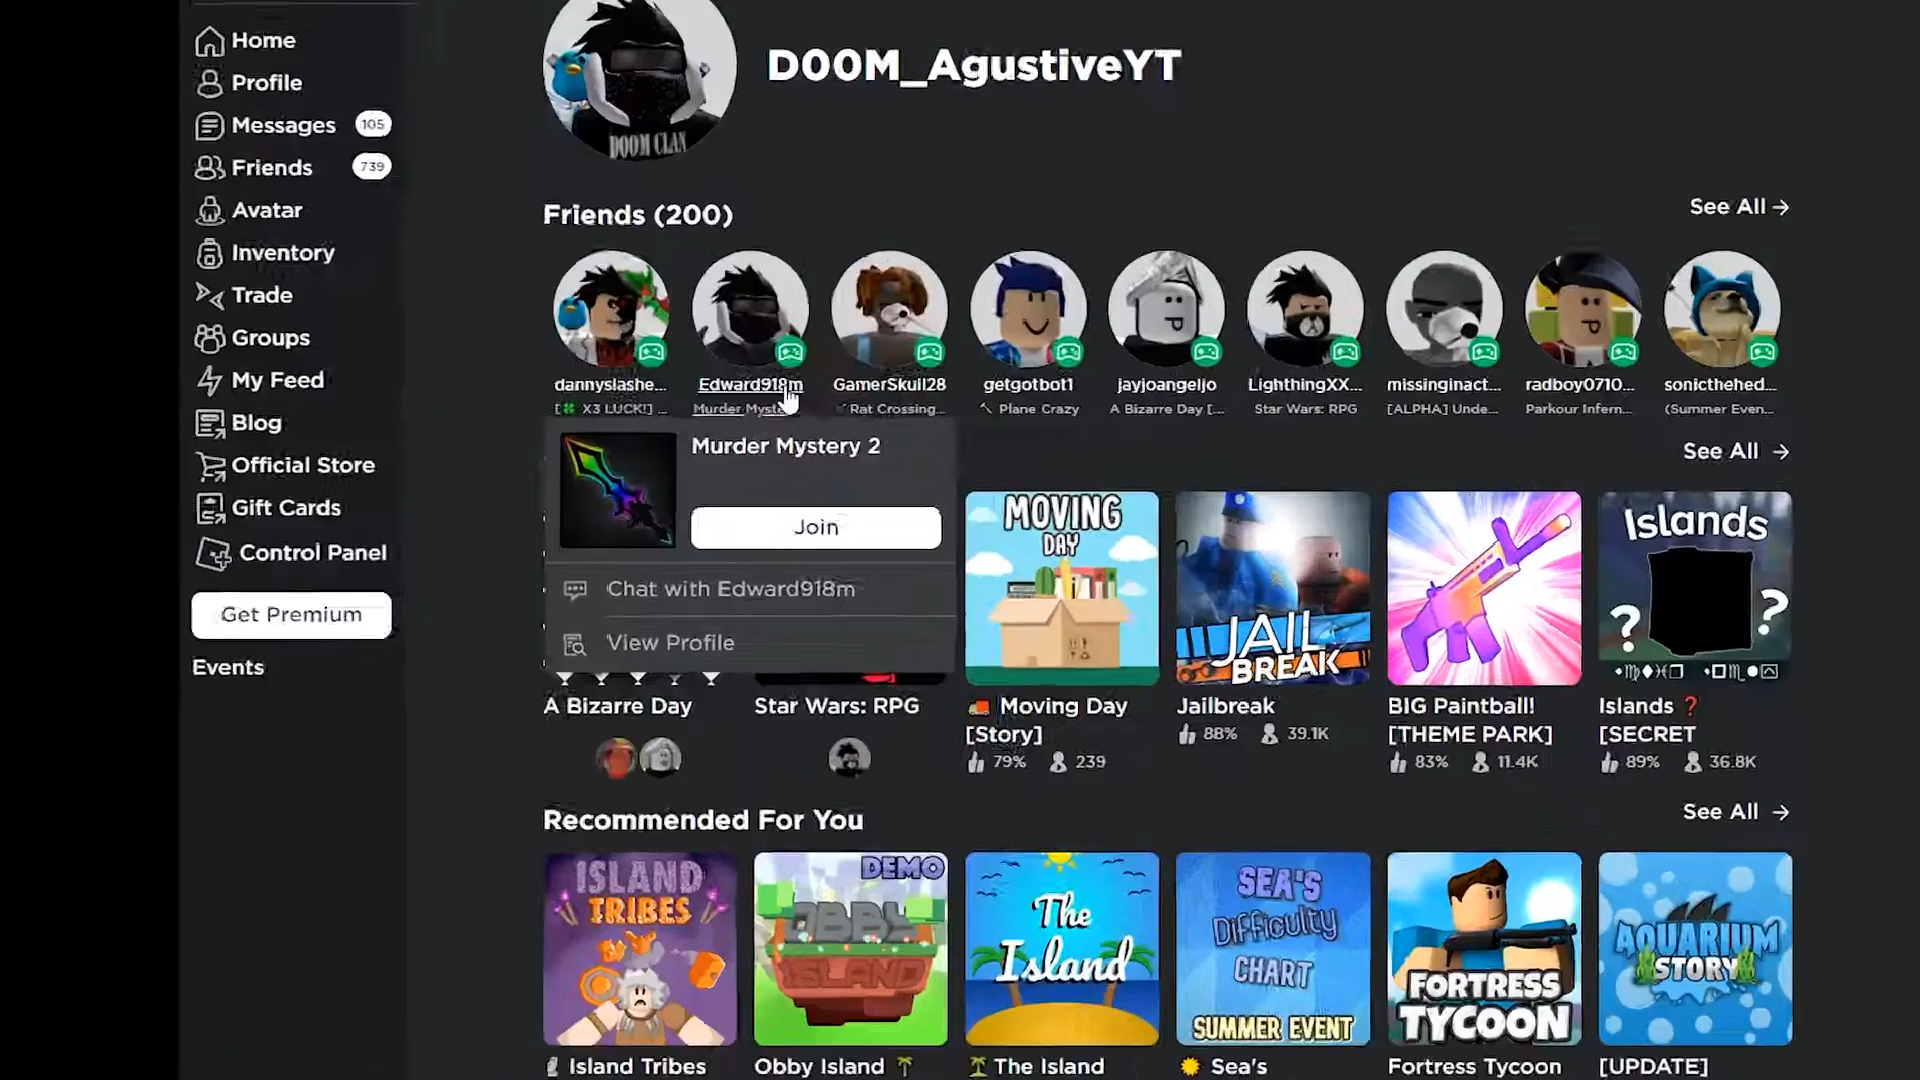 Home
Profile
Messages 105
Friends 739
Avatar
Inventory
Trade
Groups
My Feed
Blog
Official Store
Gift Cards
Control Panel
Get Premium
Events
D00M_AgustiveYT
DOOM CLAN
Friends (200)
See All →
dannyslashe... Edward918m GamerSkull28 getgotbot1 jayjoangeljo LighthingXX... missinginact... radboy0710... sonicthehed...
[🍀 X3 LUCK!] ... Murder Myste... Rat Crossing... Plane Crazy A Bizarre Day [... Star Wars: RPG [ALPHA] Unde... Parkour Infern... (Summer Even...
Murder Mystery 2
Join
Chat with Edward918m
View Profile
See All →
MOVING
DAY
JAIL
BREAK
Islands
? ?
A Bizarre Day
Star Wars: RPG
🚚 Moving Day
[Story]
79% 239
Jailbreak
88% 39.1K
BIG Paintball!
[THEME PARK]
83% 11.4K
Islands ❓
[SECRET
89% 36.8K
Recommended For You
See All →
ISLAND
TRIBES
DEMO
OBBY
ISLAND
The
Island
SEA'S
Difficulty
CHART
SUMMER EVENT
FORTRESS
TYCOON
AQUARIUM
STORY
Island Tribes
Obby Island 🌴
🏝 The Island
☀ Sea's
Fortress Tycoon
[UPDATE]